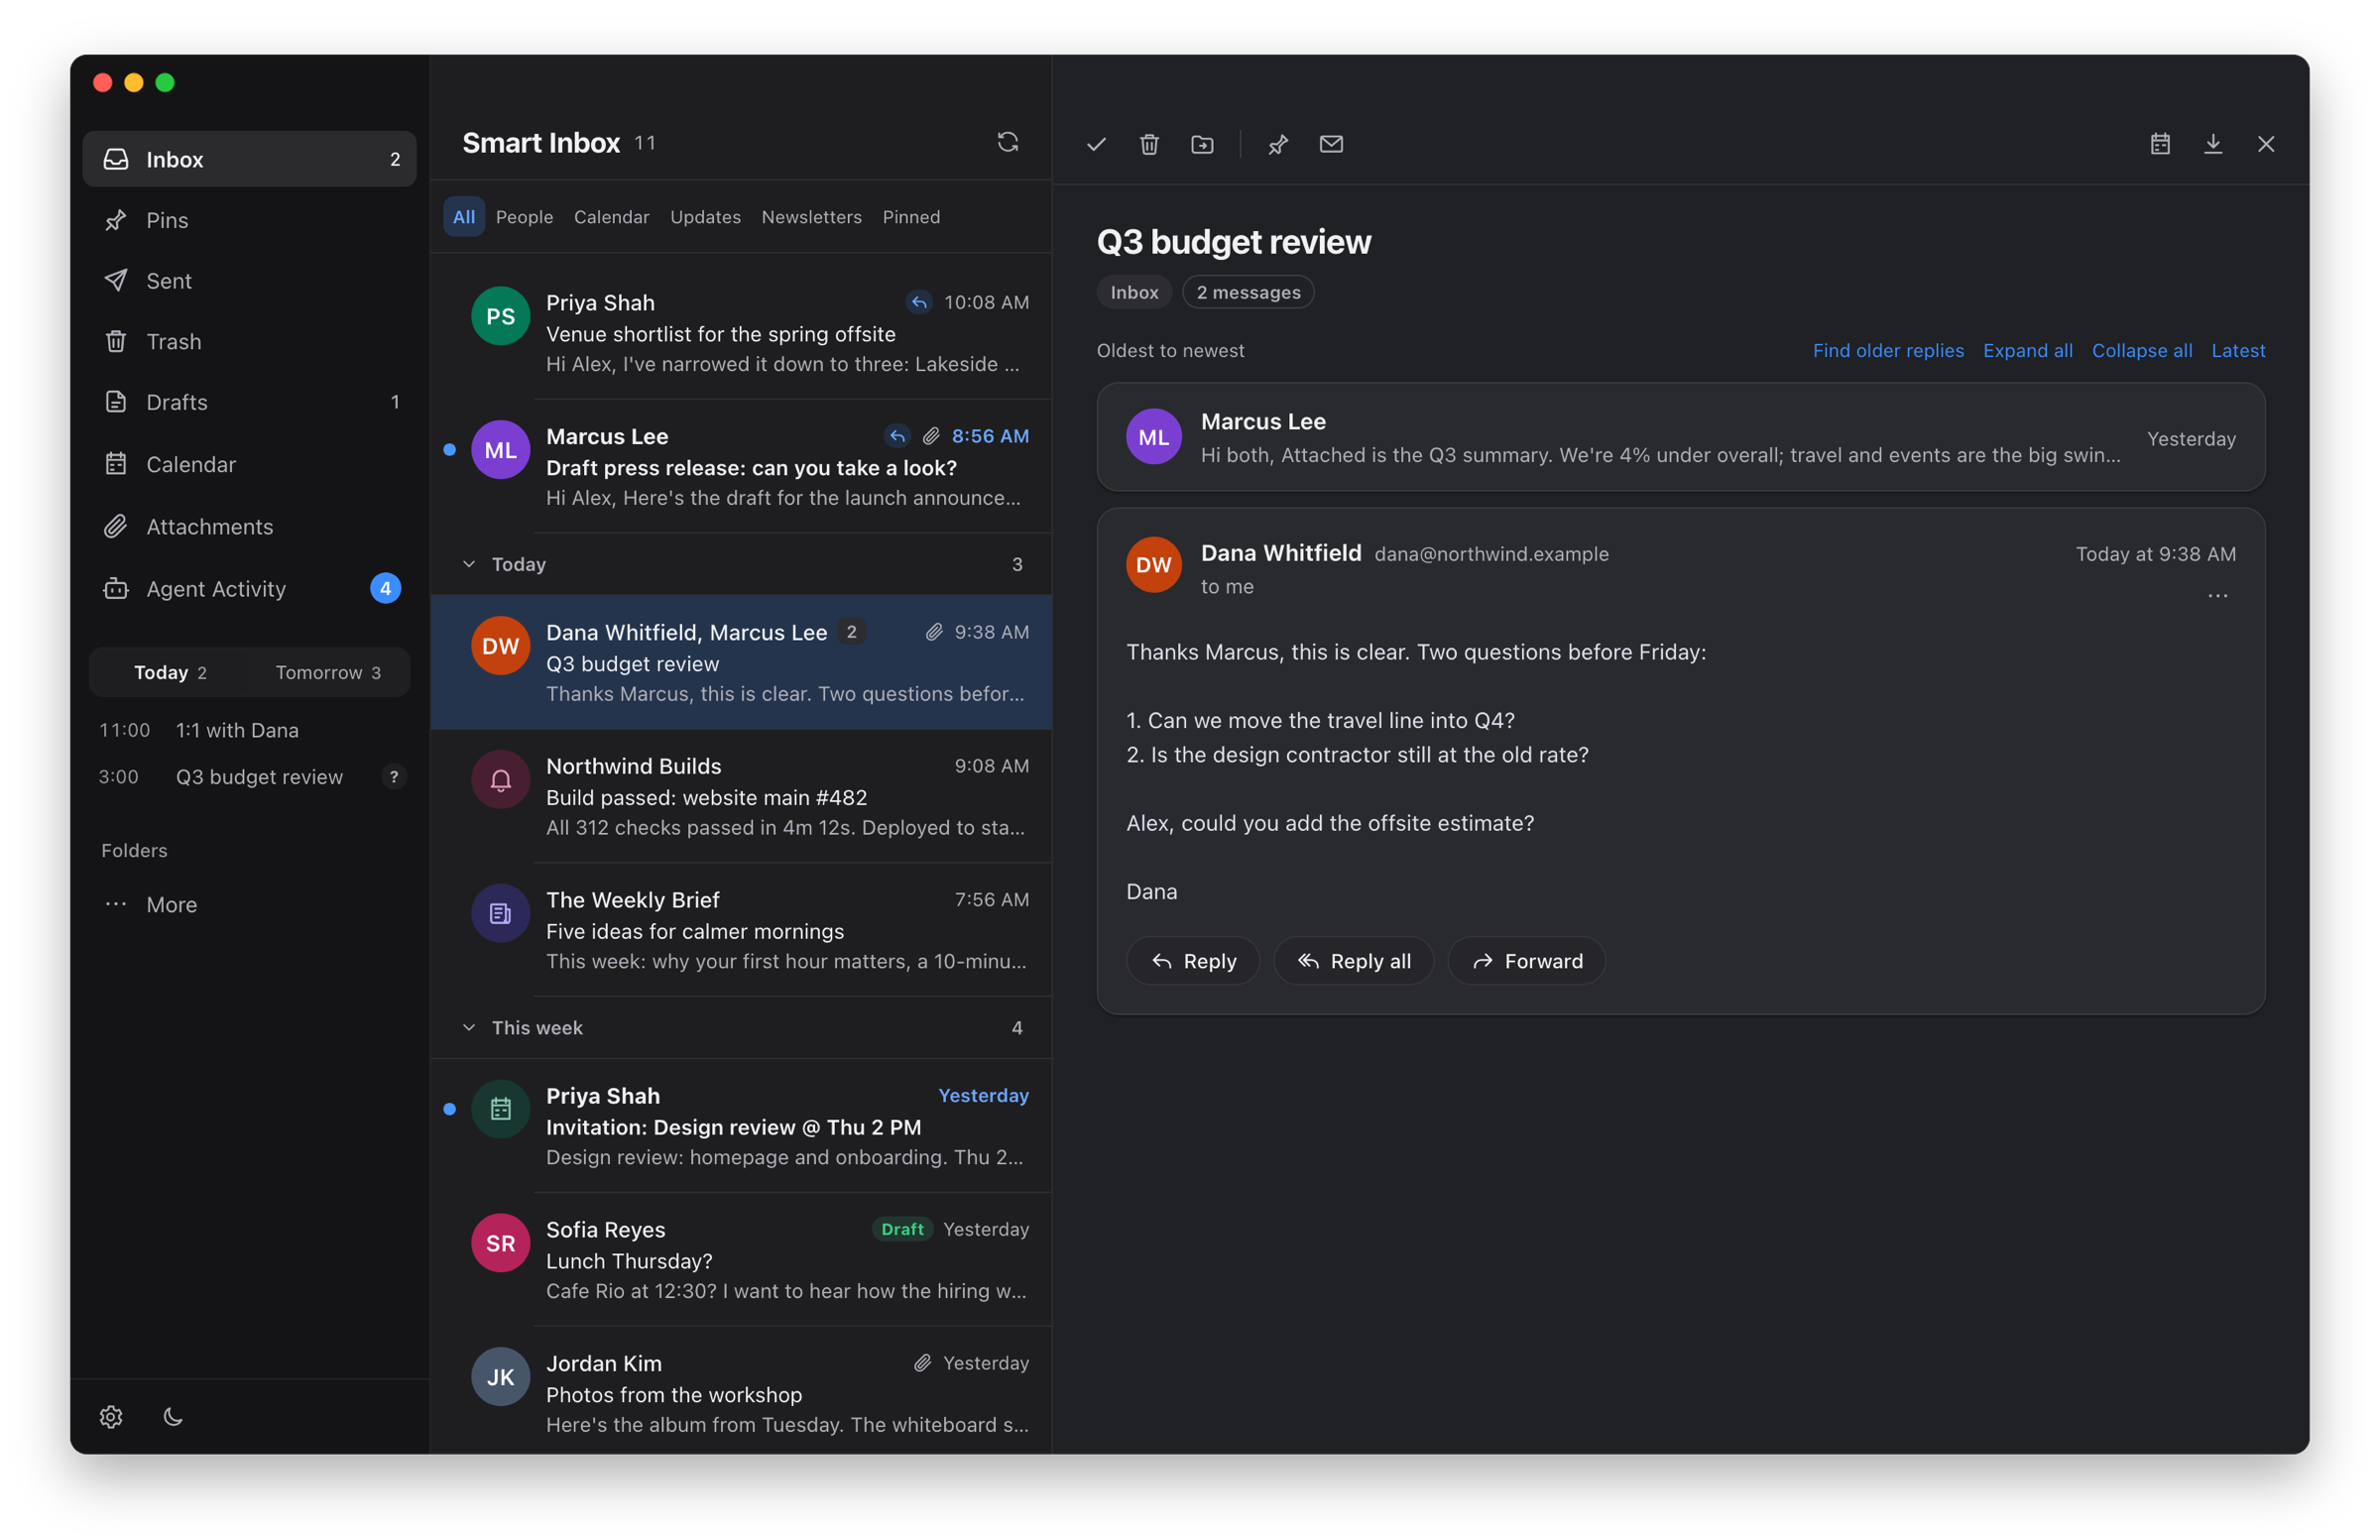 Inbox 2
Pins
Sent
Trash
Drafts 1
Calendar
Attachments
Agent Activity 4
Today 2 Tomorrow 3
11:00 1:1 with Dana
3:00 Q3 budget review ?
Folders
... More
Smart Inbox 11
All People Calendar Updates Newsletters Pinned
PS
Priya Shah 10:08 AM
Venue shortlist for the spring offsite
Hi Alex, I've narrowed it down to three: Lakeside ...
ML
Marcus Lee 8:56 AM
Draft press release: can you take a look?
Hi Alex, Here's the draft for the launch announce...
Today 3
DW
Dana Whitfield, Marcus Lee 2 9:38 AM
Q3 budget review
Thanks Marcus, this is clear. Two questions befor...
Northwind Builds 9:08 AM
Build passed: website main #482
All 312 checks passed in 4m 12s. Deployed to sta...
The Weekly Brief 7:56 AM
Five ideas for calmer mornings
This week: why your first hour matters, a 10-minu...
This week 4
Priya Shah Yesterday
Invitation: Design review @ Thu 2 PM
Design review: homepage and onboarding. Thu 2...
SR
Sofia Reyes Draft Yesterday
Lunch Thursday?
Cafe Rio at 12:30? I want to hear how the hiring w...
JK
Jordan Kim Yesterday
Photos from the workshop
Here's the album from Tuesday. The whiteboard s...
Q3 budget review
Inbox 2 messages
Oldest to newest Find older replies Expand all Collapse all Latest
ML
Marcus Lee
Hi both, Attached is the Q3 summary. We're 4% under overall; travel and events are the big swin...
Yesterday
DW
Dana Whitfield dana@northwind.example Today at 9:38 AM
to me ...
Thanks Marcus, this is clear. Two questions before Friday:
1. Can we move the travel line into Q4?
2. Is the design contractor still at the old rate?
Alex, could you add the offsite estimate?
Dana
Reply Reply all Forward